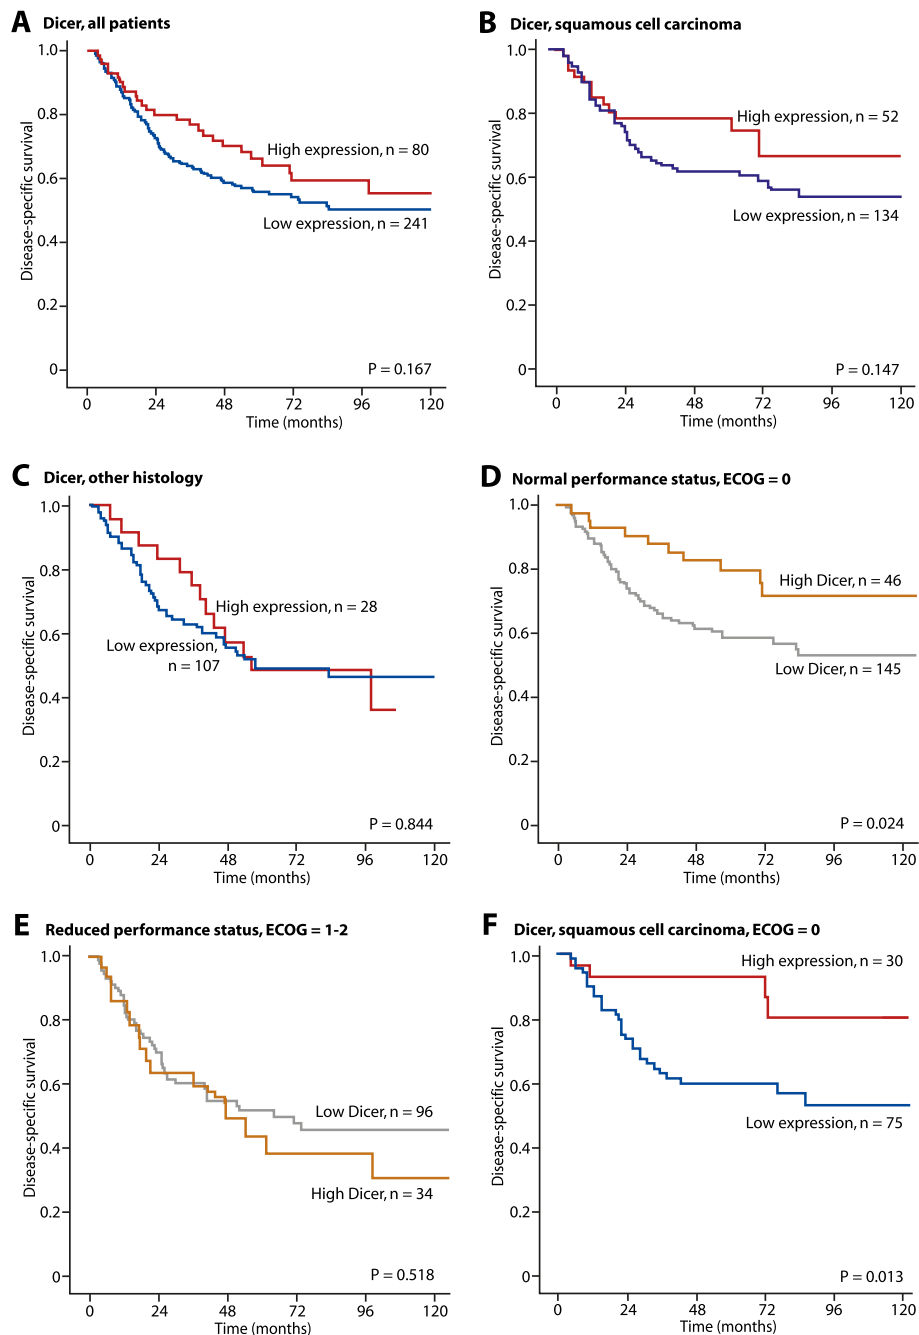 A Dicer, all patients
Disease-specific survival
1.0
0.8
0.6
0.4
0.2
0
High expression, n = 80
Low expression, n = 241
P = 0.167
0 24 48 72 96 120
Time (months)
B Dicer, squamous cell carcinoma
Disease-specific survival
1.0
0.8
0.6
0.4
0.2
0
High expression, n = 52
Low expression, n = 134
P = 0.147
0 24 48 72 96 120
Time (months)
C Dicer, other histology
Disease-specific survival
1.0
0.8
0.6
0.4
0.2
0
High expression, n = 28
Low expression,
n = 107
P = 0.844
0 24 48 72 96 120
Time (months)
D Normal performance status, ECOG = 0
Disease-specific survival
1.0
0.8
0.6
0.4
0.2
0
High Dicer, n = 46
Low Dicer, n = 145
P = 0.024
0 24 48 72 96 120
Time (months)
E Reduced performance status, ECOG = 1-2
Disease-specific survival
1.0
0.8
0.6
0.4
0.2
0
Low Dicer, n = 96
High Dicer, n = 34
P = 0.518
0 24 48 72 96 120
Time (months)
F Dicer, squamous cell carcinoma, ECOG = 0
Disease-specific survival
1.0
0.8
0.6
0.4
0.2
0
High expression, n = 30
Low expression, n = 75
P = 0.013
0 24 48 72 96 120
Time (months)